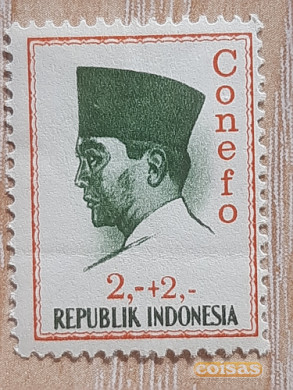 Conefo
2,-+2,-
REPUBLIK INDONESIA
coisas